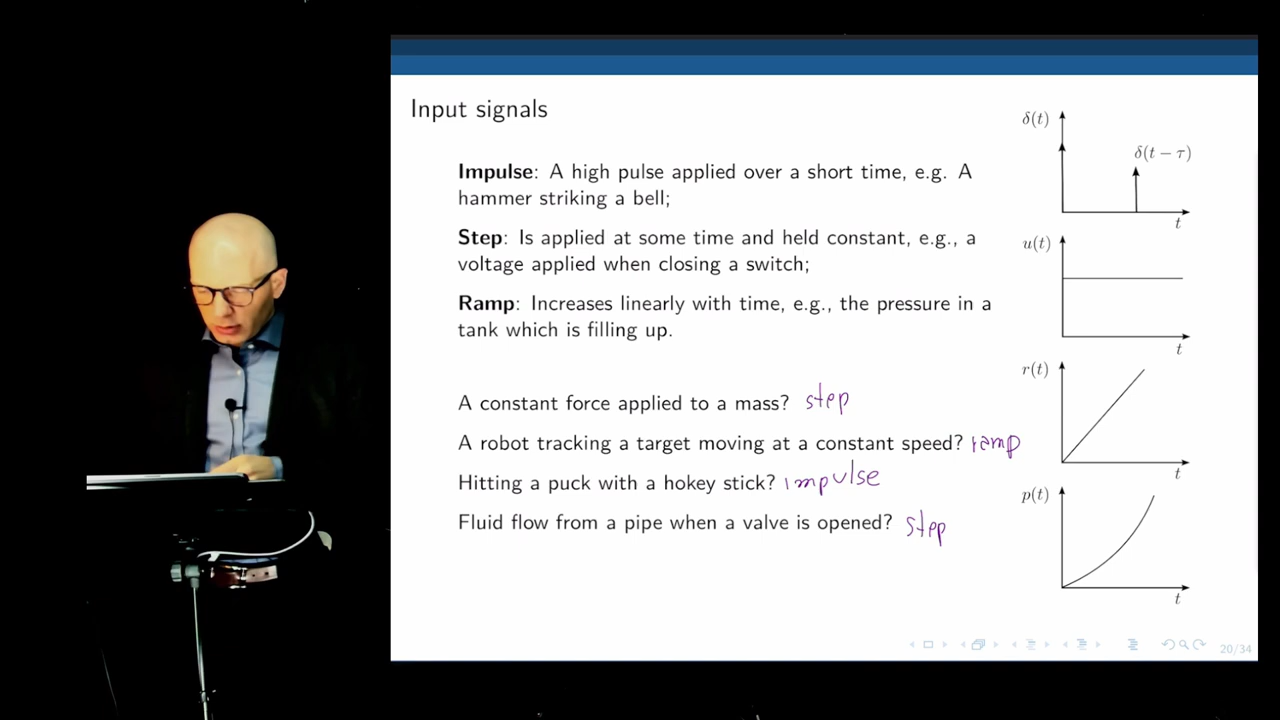 Input signals
Impulse: A high pulse applied over a short time, e.g. A
hammer striking a bell;
Step: Is applied at some time and held constant, e.g., a
voltage applied when closing a switch;
Ramp: Increases linearly with time, e.g., the pressure in a
tank which is filling up.
A constant force applied to a mass? step
A robot tracking a target moving at a constant speed? ramp
Hitting a puck with a hokey stick? impulse
Fluid flow from a pipe when a valve is opened? step
δ(t)
δ(t − τ)
t
u(t)
t
r(t)
t
p(t)
t
20/34